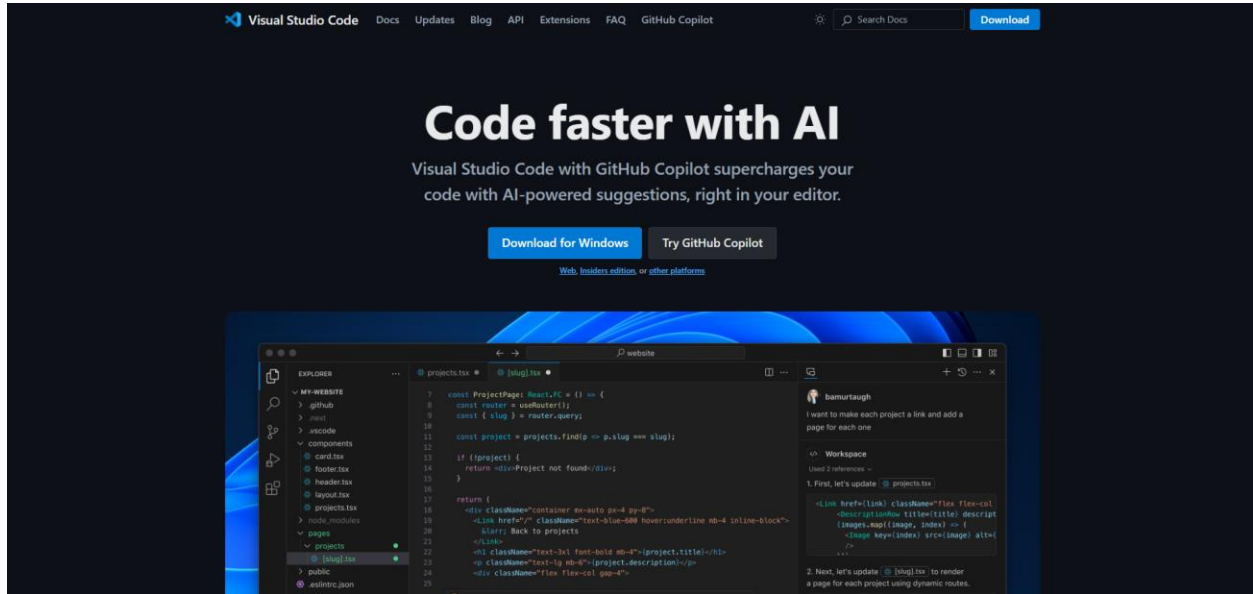 Visual Studio Code Docs Updates Blog API Extensions FAQ GitHub Copilot Search Docs Download
Code faster with AI
Visual Studio Code with GitHub Copilot supercharges your
code with AI-powered suggestions, right in your editor.
Download for Windows Try GitHub Copilot
Web, Insiders edition, or other platforms
website
EXPLORER
MY-WEBSITE
.github
.next
.vscode
components
card.tsx
footer.tsx
header.tsx
layout.tsx
projects.tsx
node_modules
pages
projects
[slug].tsx
public
.eslintrc.json
projects.tsx [slug].tsx
7 const ProjectPage: React.FC = () => {
8 const router = useRouter();
9 const { slug } = router.query;
10
11 const project = projects.find(p => p.slug === slug);
12
13 if (!project) {
14 return <div>Project not found</div>;
15 }
16
17 return (
18 <div className="container mx-auto px-4 py-8">
19 <Link href="/" className="text-blue-600 hover:underline mb-4 inline-block">
20 &larr; Back to projects
21 </Link>
22 <h1 className="text-3xl font-bold mb-4">{project.title}</h1>
23 <p className="text-lg mb-6">{project.description}</p>
24 <div className="flex flex-col gap-4">
25
bamurtaugh
I want to make each project a link and add a
page for each one
Workspace
Used 2 references
1. First, let's update projects.tsx
<Link href={link} className="flex flex-col
<DescriptionRow title={title} descript
{images.map((image, index) => (
<Image key={index} src={image} alt={
/>
2. Next, let's update [slug].tsx to render
a page for each project using dynamic routes.